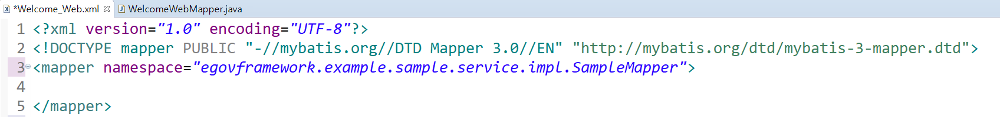 *Welcome_Web.xml WelcomeWebMapper.java
1 <?xml version="1.0" encoding="UTF-8"?>
2 <!DOCTYPE mapper PUBLIC "-//mybatis.org//DTD Mapper 3.0//EN" "http://mybatis.org/dtd/mybatis-3-mapper.dtd">
3 <mapper namespace="egovframework.example.sample.service.impl.SampleMapper">
4
5 </mapper>